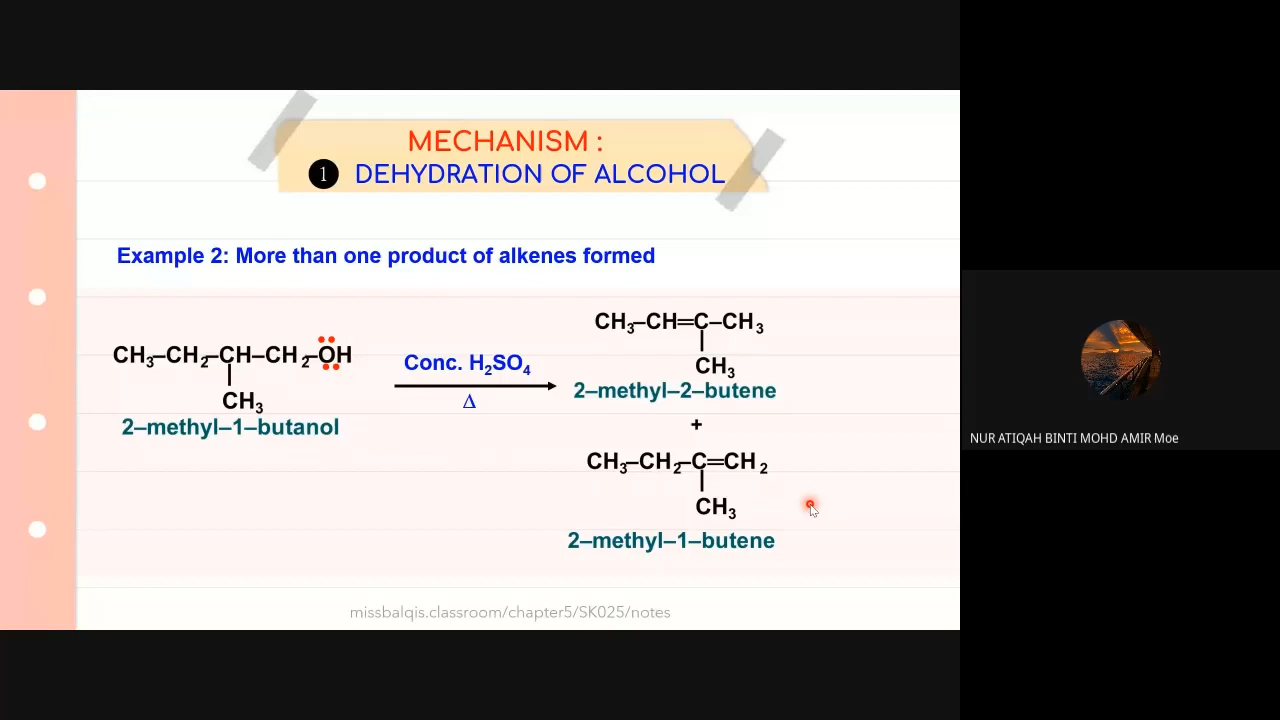 MECHANISM :
1 DEHYDRATION OF ALCOHOL
Example 2: More than one product of alkenes formed
CH₃–CH₂–CH–CH₂–OH
CH₃
2–methyl–1–butanol
Conc. H₂SO₄
Δ
CH₃–CH=C–CH₃
CH₃
2–methyl–2–butene
+
CH₃–CH₂–C=CH₂
CH₃
2–methyl–1–butene
missbalqis.classroom/chapter5/SK025/notes
NUR ATIQAH BINTI MOHD AMIR Moe